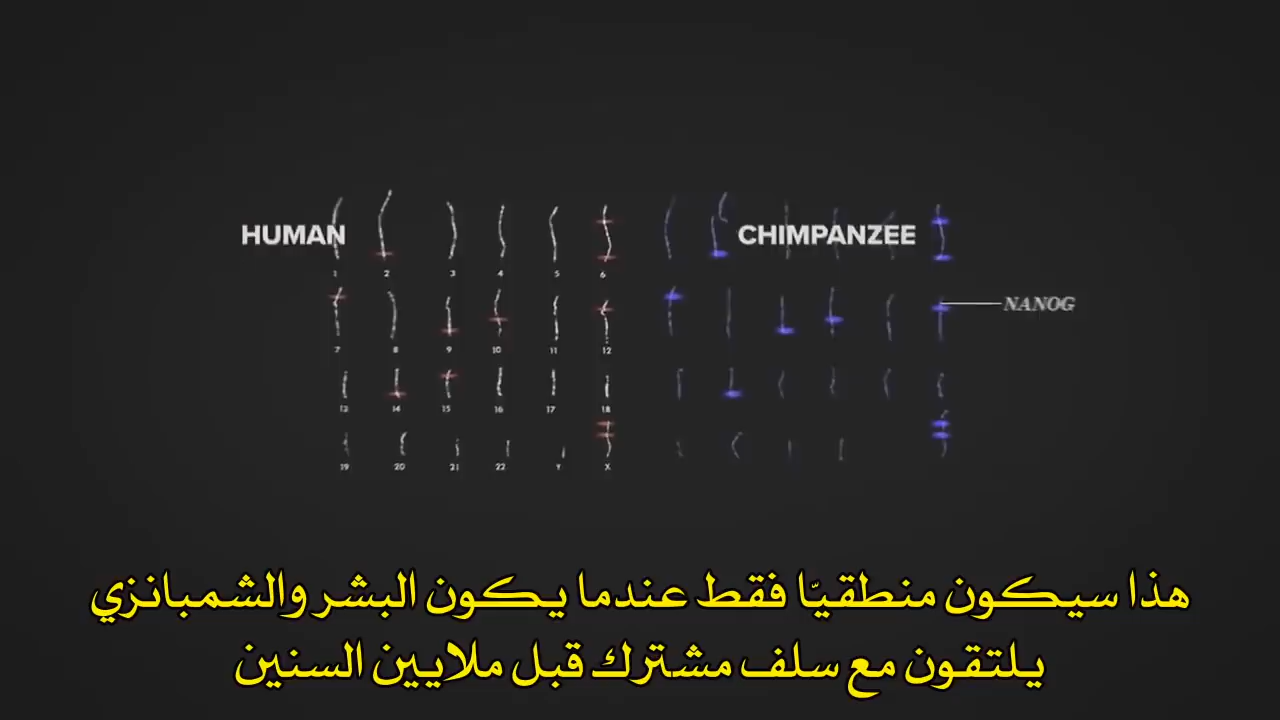 HUMAN
CHIMPANZEE
1 2 3 4 5 6
NANOG
7 8 9 10 11 12
13 14 15 16 17 18
19 20 21 22 Y X
هذا سيكون منطقيّا فقط عندما يكون البشر والشمبانزي
يلتقون مع سلف مشترك قبل ملايين السنين